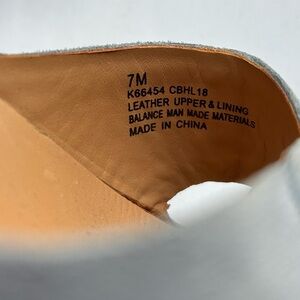 7M
K66454 CBHL18
LEATHER UPPER & LINING
BALANCE MAN MADE MATERIALS
MADE IN CHINA